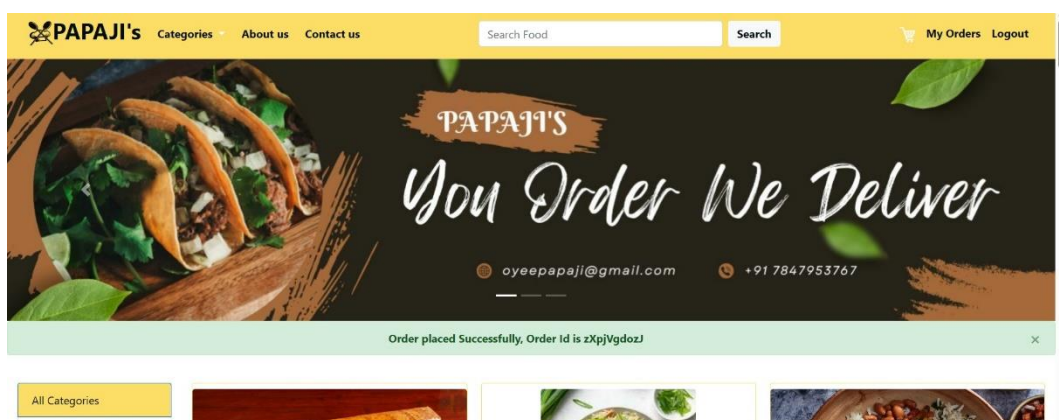 PAPAJI's Categories About us Contact us Search Food Search My Orders Logout
PAPAJI'S
You Order We Deliver
oyeepapaji@gmail.com +91 7847953767
Order placed Successfully, Order Id is zXpjVgdozJ ×
All Categories